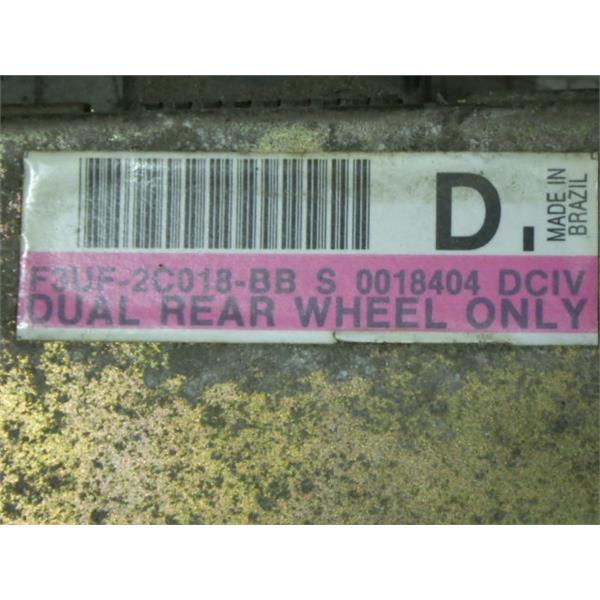 D.
MADE IN
BRAZIL
F3UF-2C018-BB S 0018404 DCIV
DUAL REAR WHEEL ONLY